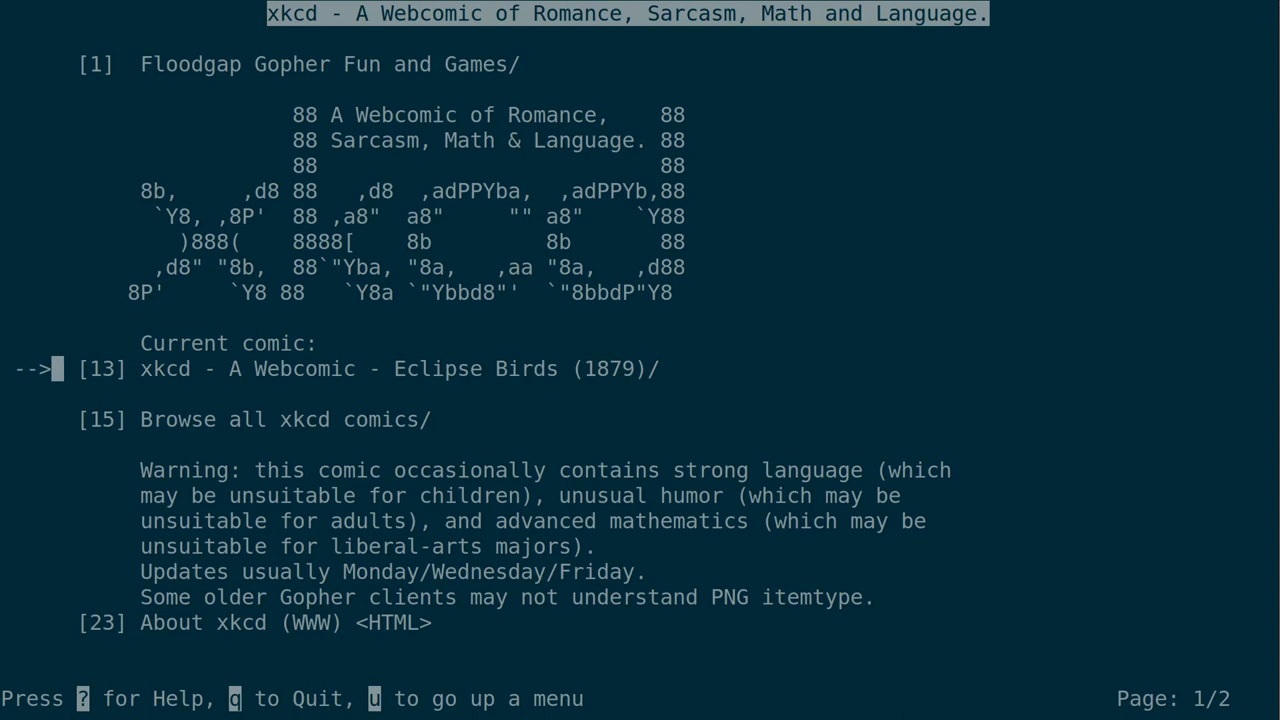 xkcd - A Webcomic of Romance, Sarcasm, Math and Language.
[1]  Floodgap Gopher Fun and Games/
88 A Webcomic of Romance,    88
88 Sarcasm, Math & Language. 88
88                           88
8b,     ,d8 88   ,d8  ,adPPYba,  ,adPPYb,88
`Y8, ,8P'  88 ,a8"  a8"     "" a8"    `Y88
)888(    8888[    8b         8b       88
,d8" "8b,  88`"Yba, "8a,   ,aa "8a,   ,d88
8P'     `Y8 88   `Y8a `"Ybbd8"'  `"8bbdP"Y8
Current comic:
--> [13] xkcd - A Webcomic - Eclipse Birds (1879)/
[15] Browse all xkcd comics/
Warning: this comic occasionally contains strong language (which
may be unsuitable for children), unusual humor (which may be
unsuitable for adults), and advanced mathematics (which may be
unsuitable for liberal-arts majors).
Updates usually Monday/Wednesday/Friday.
Some older Gopher clients may not understand PNG itemtype.
[23] About xkcd (WWW) <HTML>
Press ? for Help, q to Quit, u to go up a menu                                          Page: 1/2